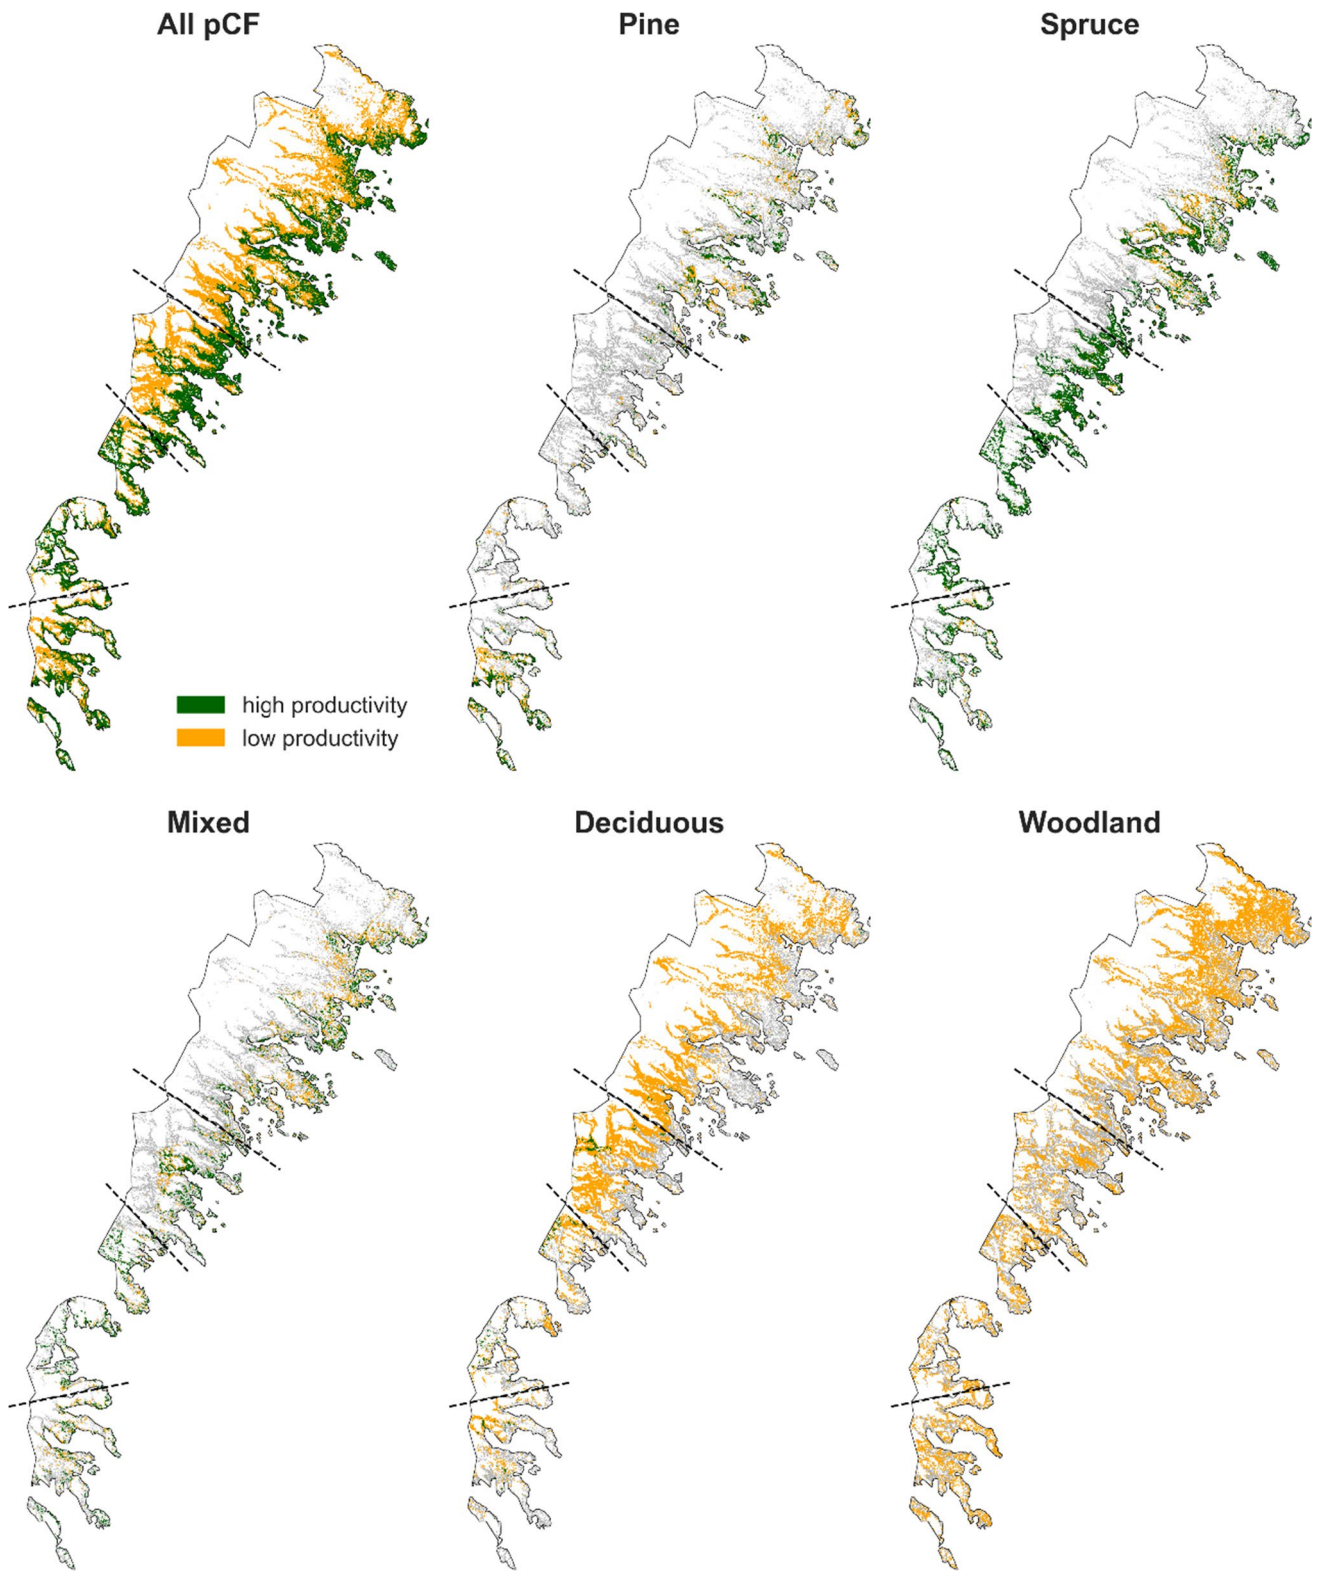 All pCF
Pine
Spruce
high productivity
low productivity
Mixed
Deciduous
Woodland